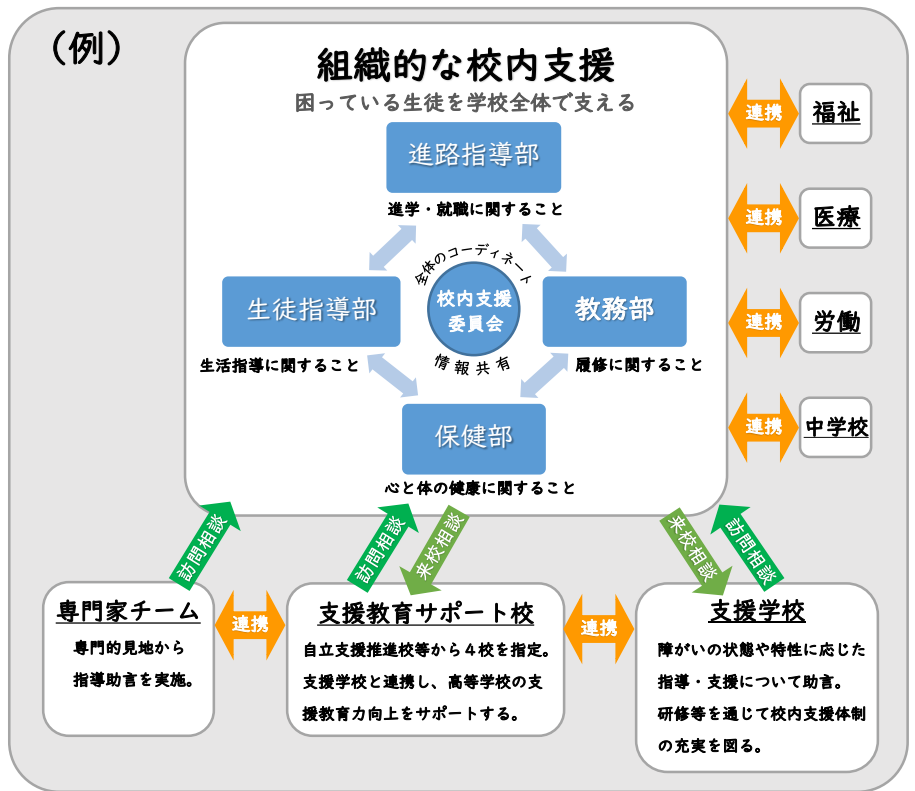 (例)
組織的な校内支援
困っている生徒を学校全体で支える
進路指導部
進学・就職に関すること
全体のコーディネート
校内支援
委員会
情報共有
生徒指導部
生活指導に関すること
教務部
履修に関すること
保健部
心と体の健康に関すること
連携
福祉
連携
医療
連携
労働
連携
中学校
訪問相談
訪問相談
来校相談
来校相談
訪問相談
専門家チーム
専門的見地から
指導助言を実施。
連携
支援教育サポート校
自立支援推進校等から4校を指定。
支援学校と連携し、高等学校の支
援教育力向上をサポートする。
連携
支援学校
障がいの状態や特性に応じた
指導・支援について助言。
研修等を通じて校内支援体制
の充実を図る。